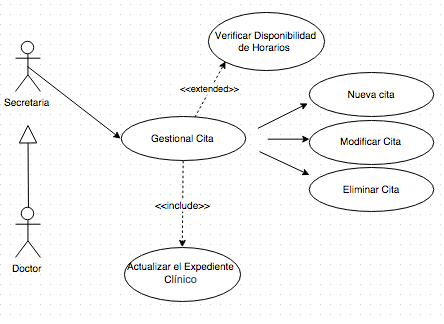 Verificar Disponibilidad
de Horarios
<<extended>>
Secretaria
Nueva cita
Gestional Cita
Modificar Cita
Eliminar Cita
<<include>>
Doctor
Actualizar el Expediente
Clínico